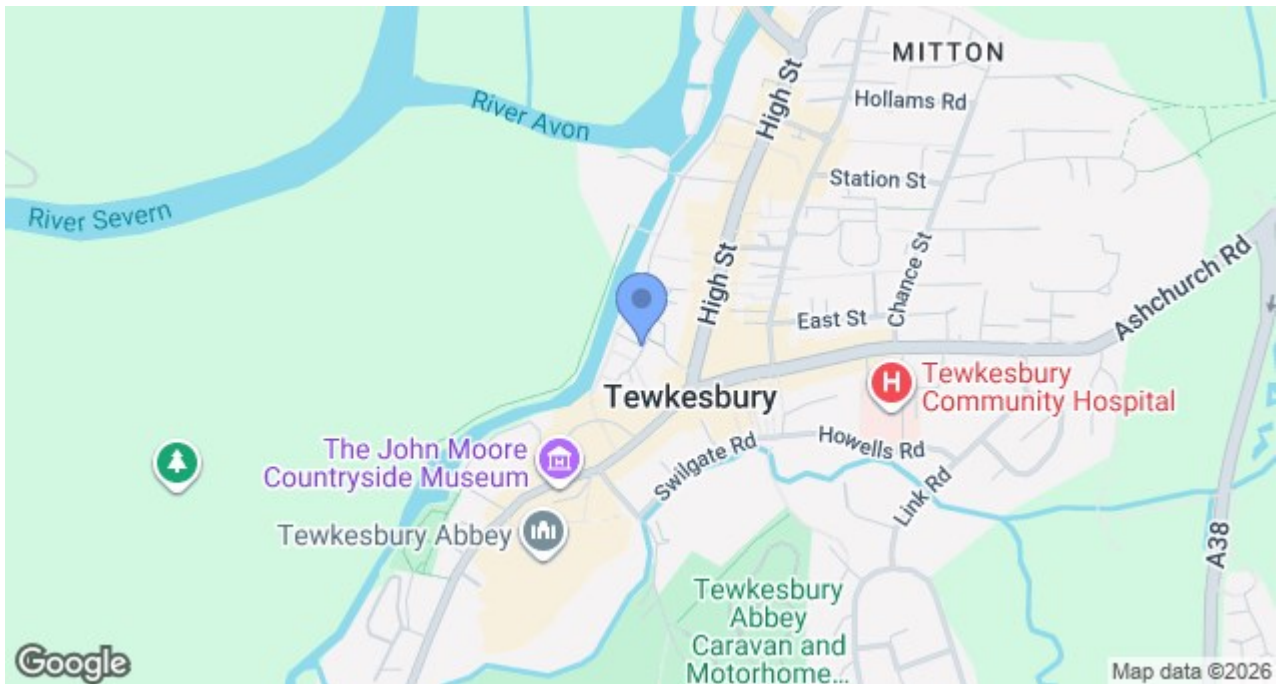 MITTON
Hollams Rd
High St
River Avon
Station St
River Severn
Chance St
Ashchurch Rd
High St
East St
Tewkesbury
Tewkesbury
Community Hospital
Howells Rd
Swilgate Rd
The John Moore
Countryside Museum
Link Rd
Tewkesbury Abbey
A38
Tewkesbury
Abbey
Caravan and
Motorhome...
Google
Map data ©2026
H